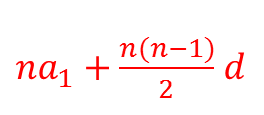 na₁ + n(n−1)/2 d